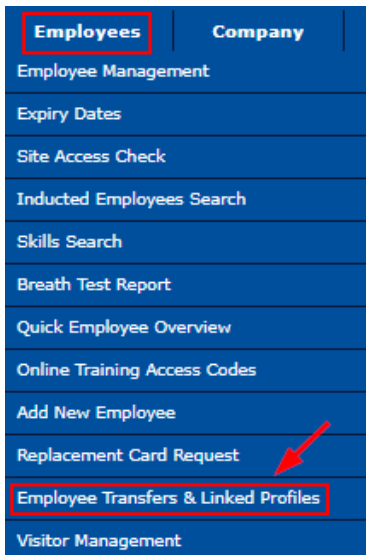 Employees Company
Employee Management
Expiry Dates
Site Access Check
Inducted Employees Search
Skills Search
Breath Test Report
Quick Employee Overview
Online Training Access Codes
Add New Employee
Replacement Card Request
Employee Transfers & Linked Profiles
Visitor Management